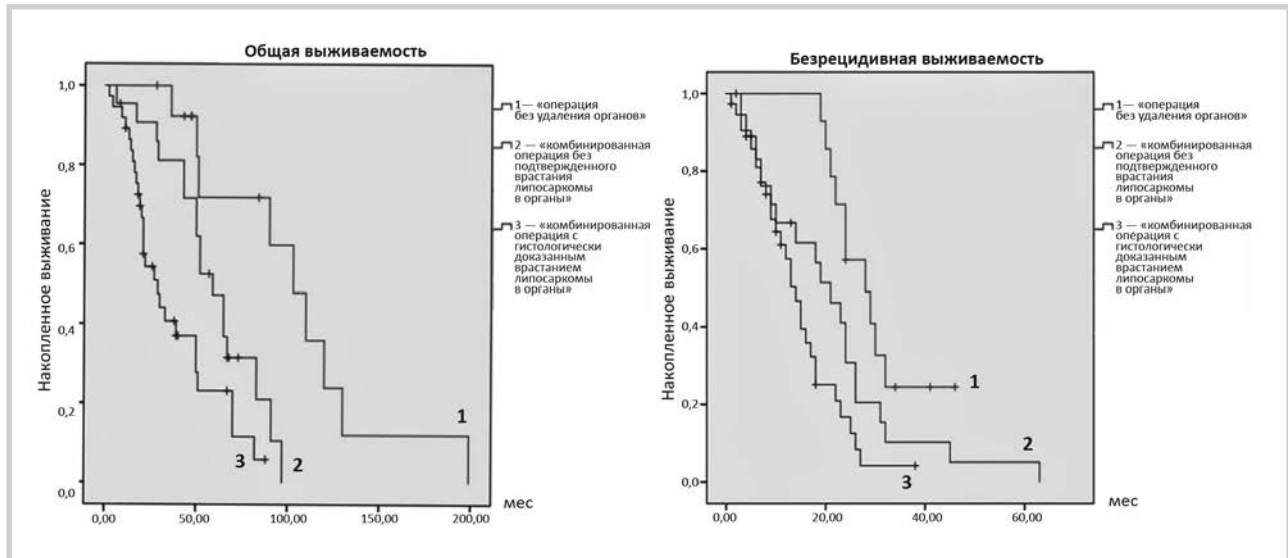 Общая выживаемость
1,0
0,8
0,6
0,4
0,2
0,0
Накопленное выживание
0,00
50,00
100,00
150,00
200,00
мес
1
2
3
1— «операция
без удаления органов»
2 — «комбинированная
операция без
подтвержденного
врастания
липосаркомы
в органы»
3 — «комбинированная
операция с
гистологически
доказанным
врастанием
липосаркомы
в органы»
Безрецидивная выживаемость
1,0
0,8
0,6
0,4
0,2
0,0
Накопленное выживание
0,00
20,00
40,00
60,00
мес
1
2
3
1— «операция
без удаления органов»
2 — «комбинированная
операция без
подтвержденного
врастания
липосаркомы
в органы»
3 — «комбинированная
операция с
гистологически
доказанным
врастанием
липосаркомы
в органы»